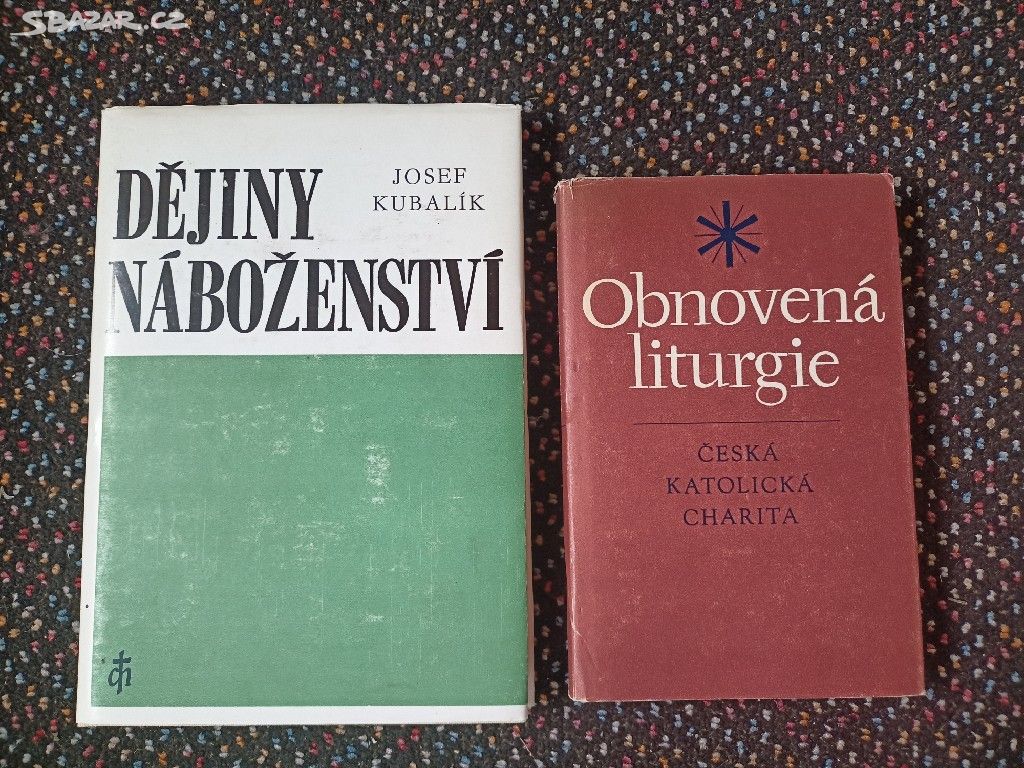 SBAZAR.CZ
DĚJINY
NÁBOŽENSTVÍ
JOSEF
KUBALÍK
Obnovená
liturgie
ČESKÁ
KATOLICKÁ
CHARITA